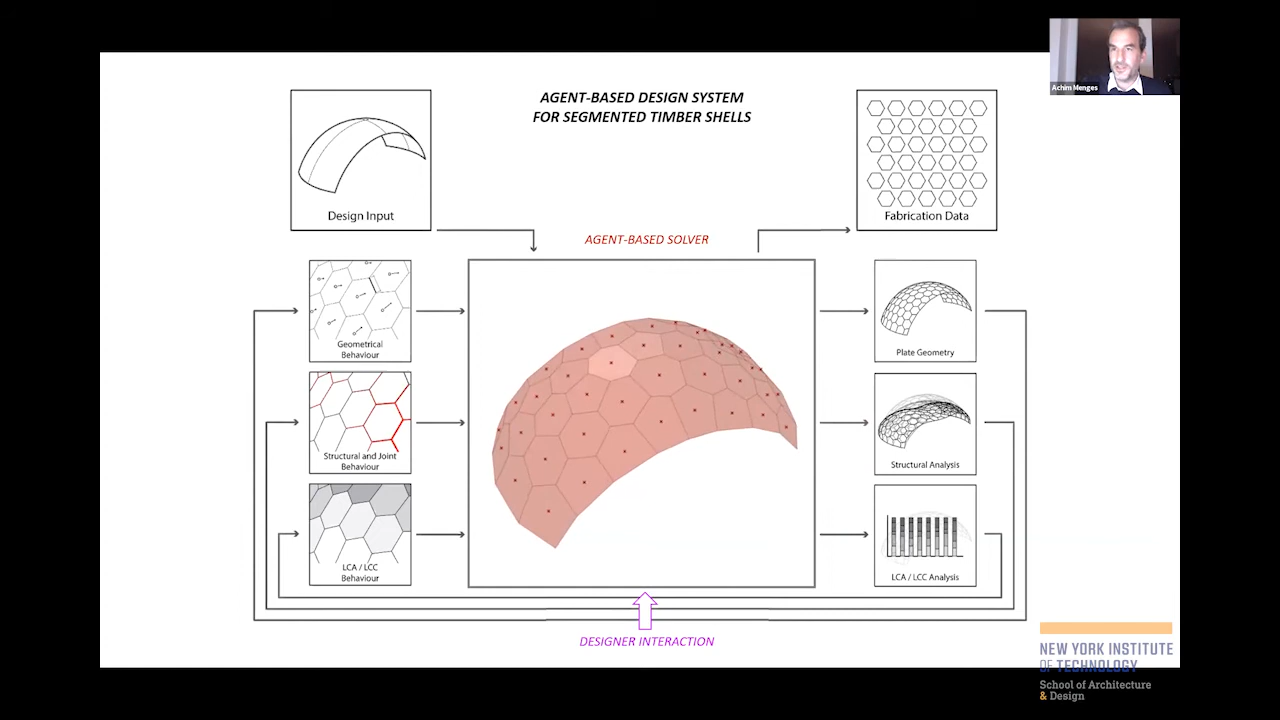 Achim Menges
AGENT-BASED DESIGN SYSTEM
FOR SEGMENTED TIMBER SHELLS
Design Input
Fabrication Data
AGENT-BASED SOLVER
Geometrical
Behaviour
Plate Geometry
Structural and Joint
Behaviour
Structural Analysis
LCA / LCC
Behaviour
LCA / LCC Analysis
DESIGNER INTERACTION
NEW YORK INSTITUTE
OF TECHNOLOGY
School of Architecture
& Design